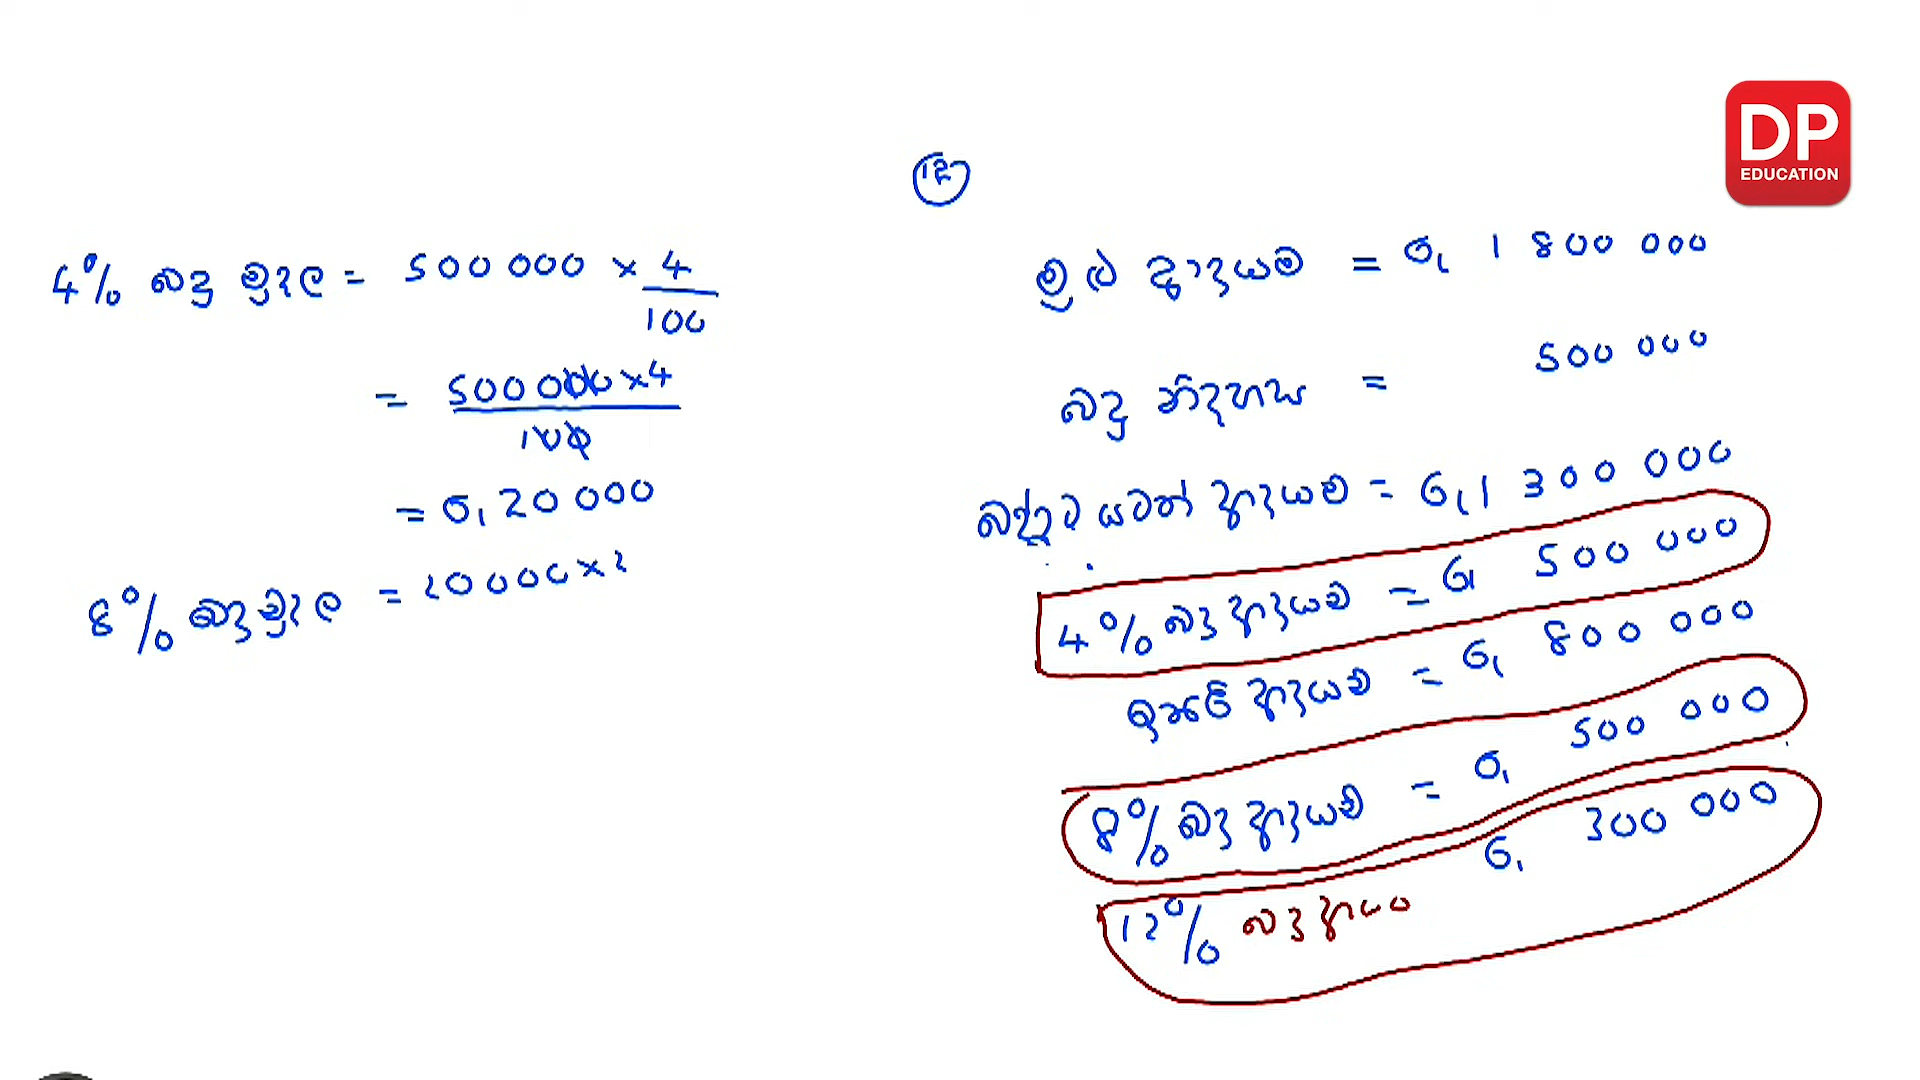 DP
EDUCATION
4% බදු මුදල = 500 000 × 4/100
= 500 000 × 4/100
= රු 20 000
8% බදු මුදල = 20000 × 2
මුළු ආදායම = රු 1 800 000
බදු නිදහස = 500 000
බද්දට යටත් ආදායම = රු 1 300 000
4% බදු ආදායම = රු 500 000
ඉතිරි ආදායම = රු 800 000
8% බදු ආදායම = රු 500 000
රු 300 000
12% බදු ආදායම